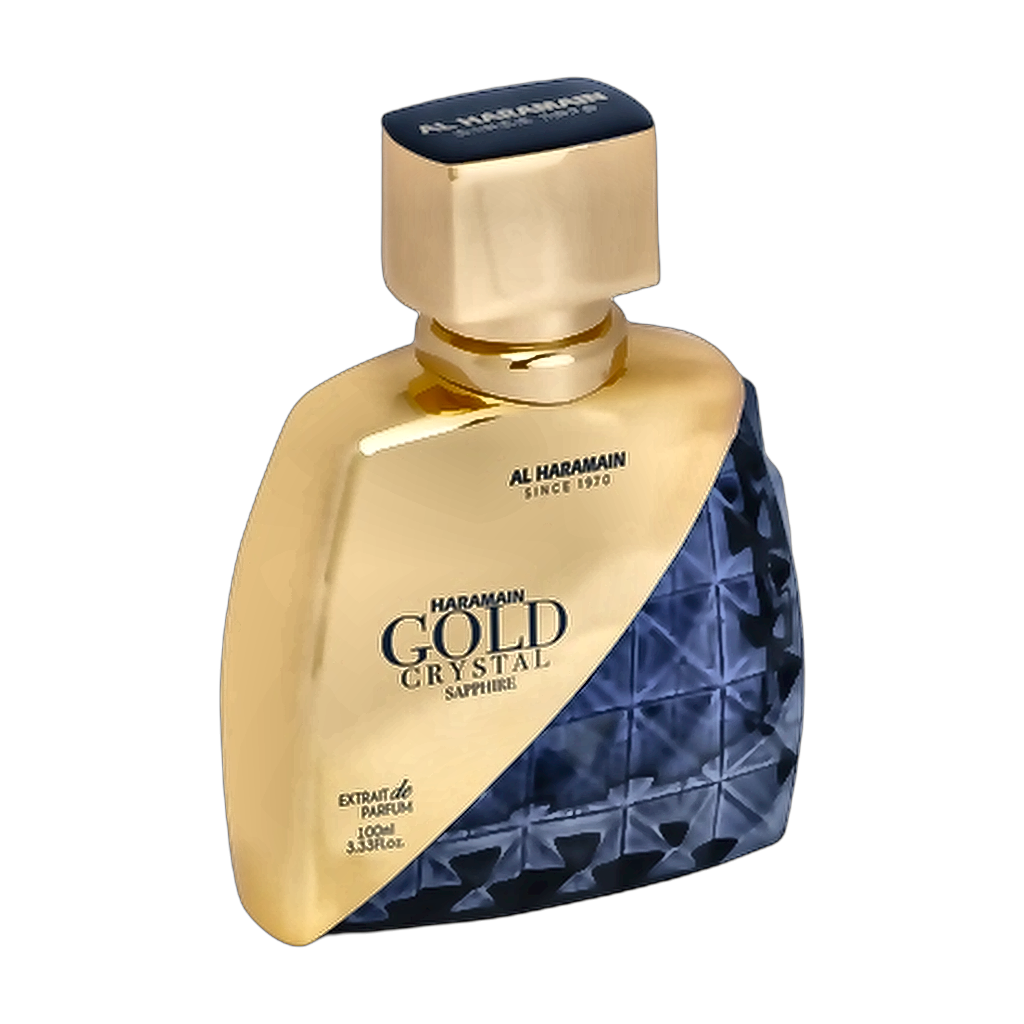 AL HARAMAIN
AL HARAMAIN
SINCE 1970
HARAMAIN
GOLD
CRYSTAL
SAPPHIRE
EXTRAIT de
PARFUM
100ml
3.33Fl.oz.